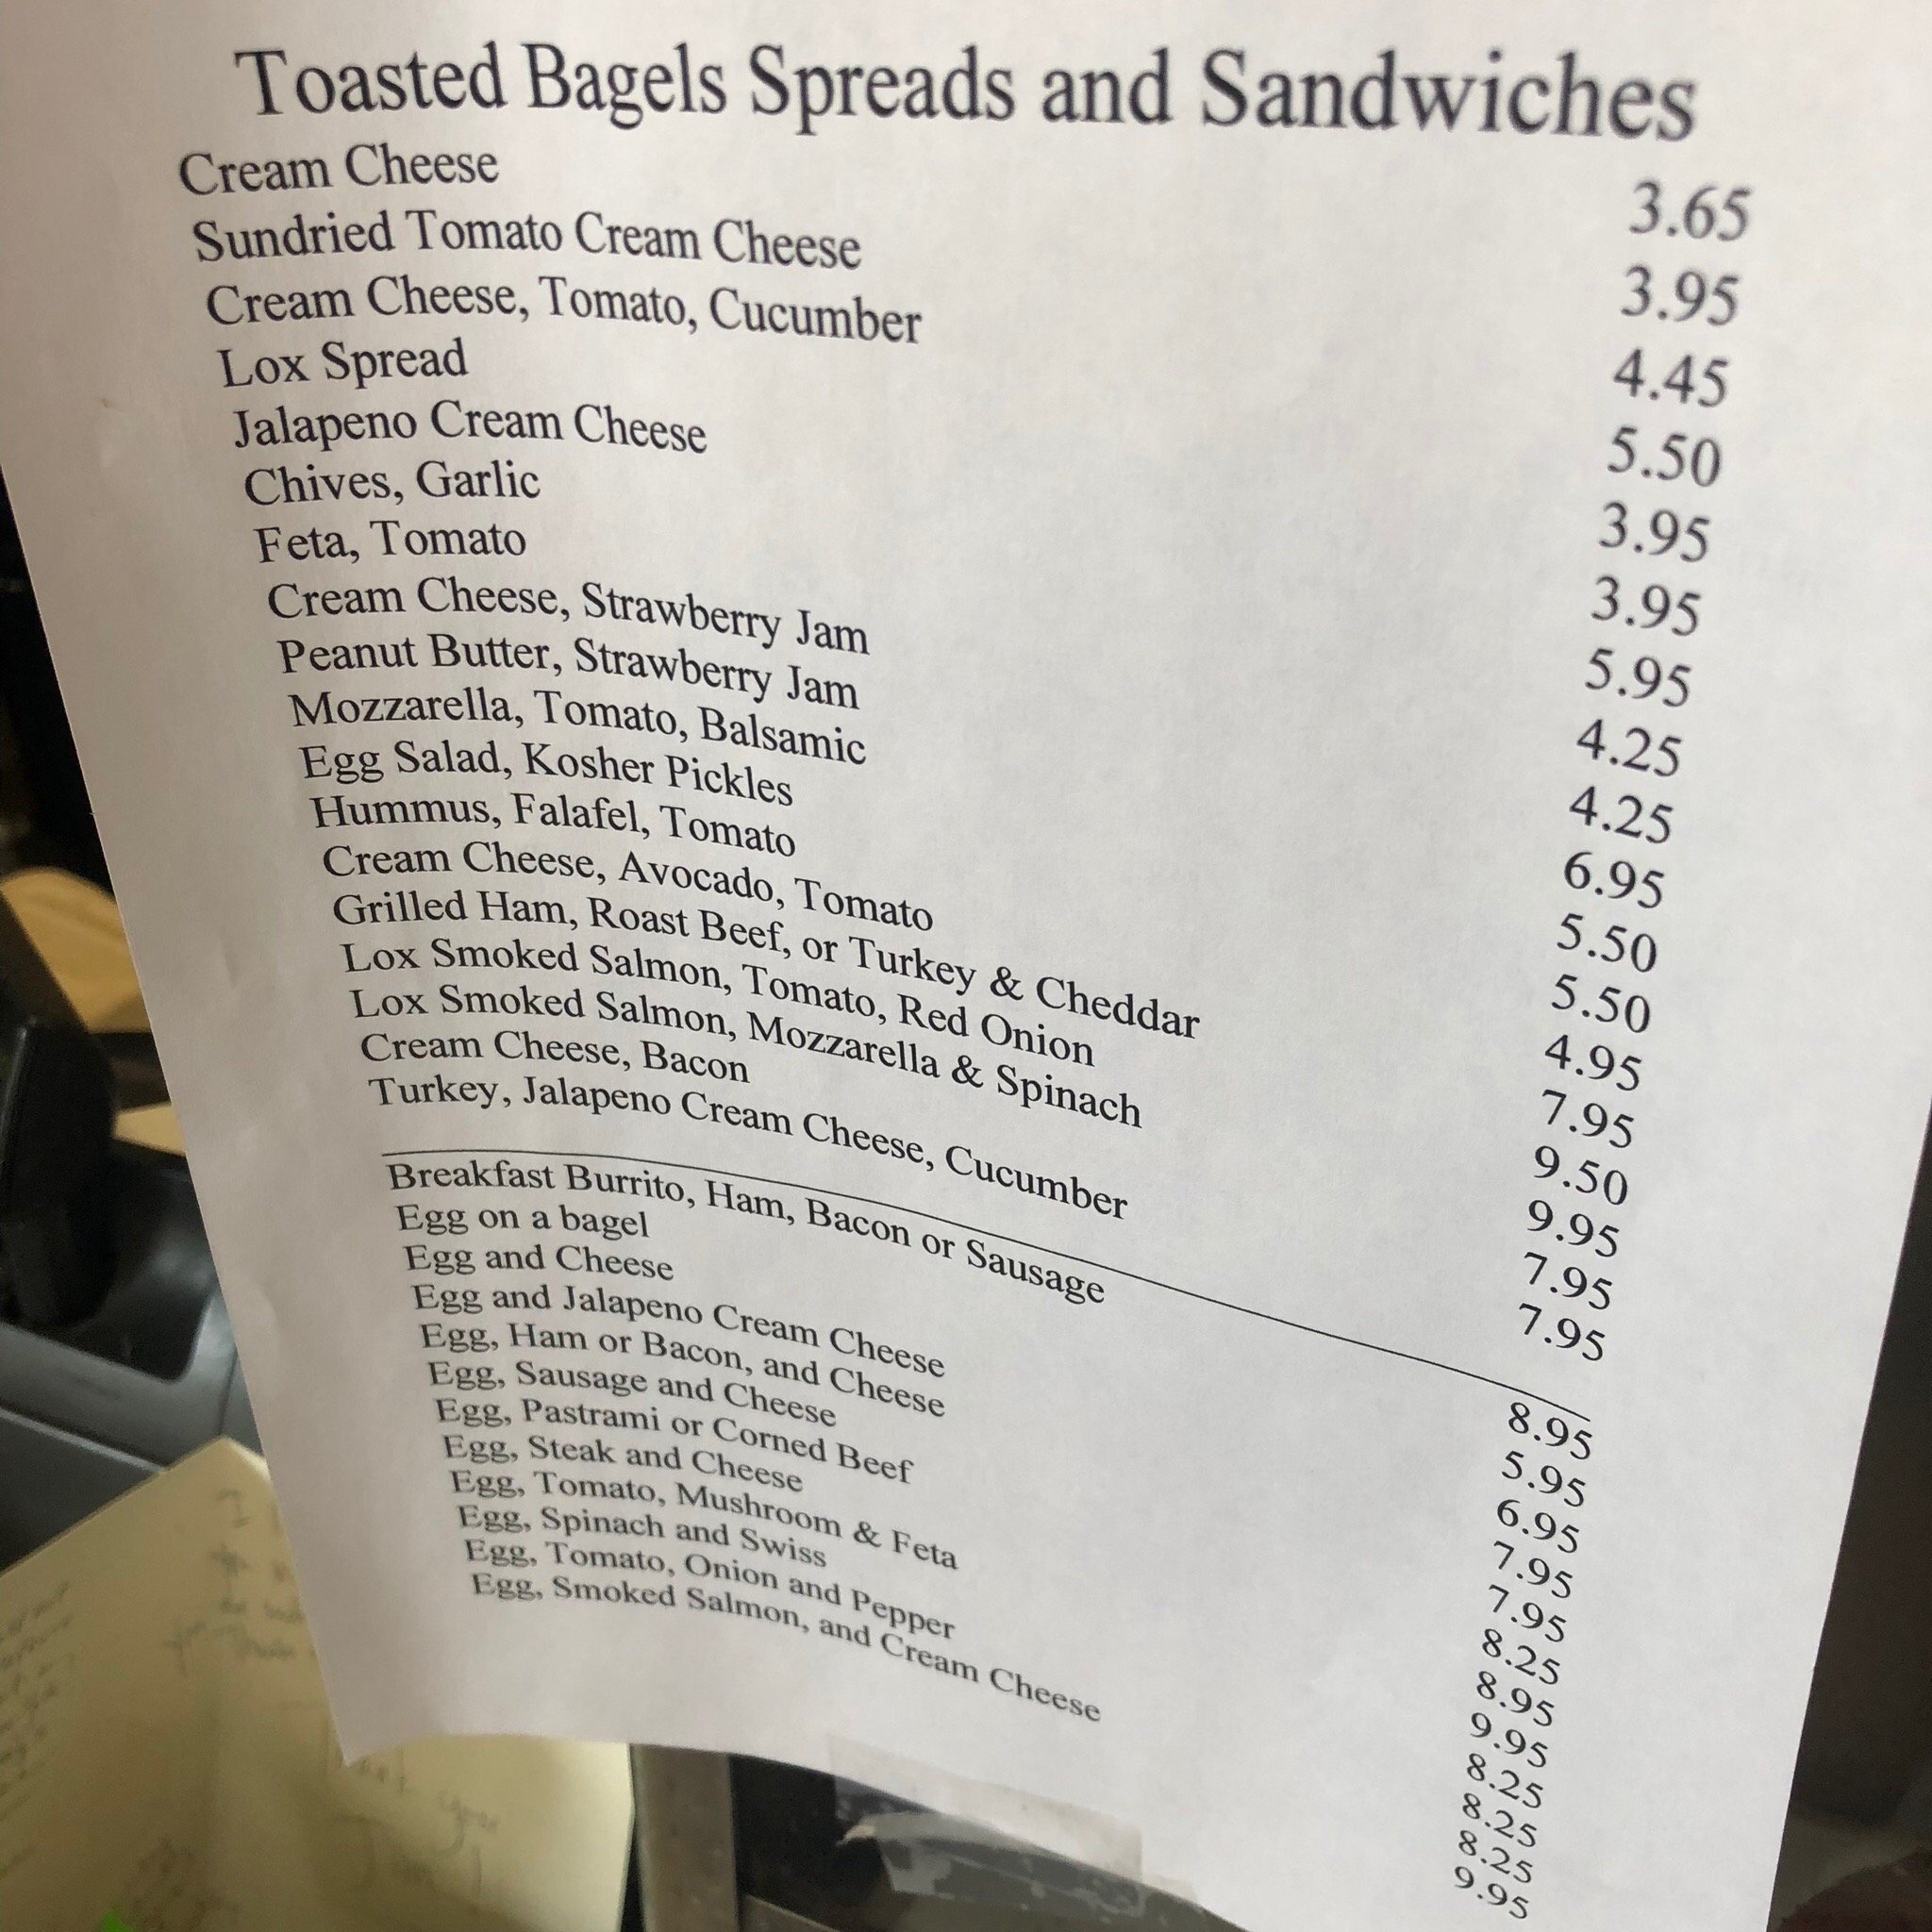 Toasted Bagels Spreads and Sandwiches
Cream Cheese 3.65
Sundried Tomato Cream Cheese 3.95
Cream Cheese, Tomato, Cucumber 4.45
Lox Spread 5.50
Jalapeno Cream Cheese 3.95
Chives, Garlic 3.95
Feta, Tomato 5.95
Cream Cheese, Strawberry Jam 4.25
Peanut Butter, Strawberry Jam 4.25
Mozzarella, Tomato, Balsamic 6.95
Egg Salad, Kosher Pickles 5.50
Hummus, Falafel, Tomato 5.50
Cream Cheese, Avocado, Tomato 4.95
Grilled Ham, Roast Beef, or Turkey & Cheddar 7.95
Lox Smoked Salmon, Tomato, Red Onion 9.50
Lox Smoked Salmon, Mozzarella & Spinach 9.95
Cream Cheese, Bacon 7.95
Turkey, Jalapeno Cream Cheese, Cucumber 7.95
Breakfast Burrito, Ham, Bacon or Sausage 8.95
Egg on a bagel 5.95
Egg and Cheese 6.95
Egg and Jalapeno Cream Cheese 7.95
Egg, Ham or Bacon, and Cheese 7.95
Egg, Sausage and Cheese 8.25
Egg, Pastrami or Corned Beef 8.95
Egg, Steak and Cheese 9.95
Egg, Tomato, Mushroom & Feta 8.25
Egg, Spinach and Swiss 8.25
Egg, Tomato, Onion and Pepper 8.25
Egg, Smoked Salmon, and Cream Cheese 9.95